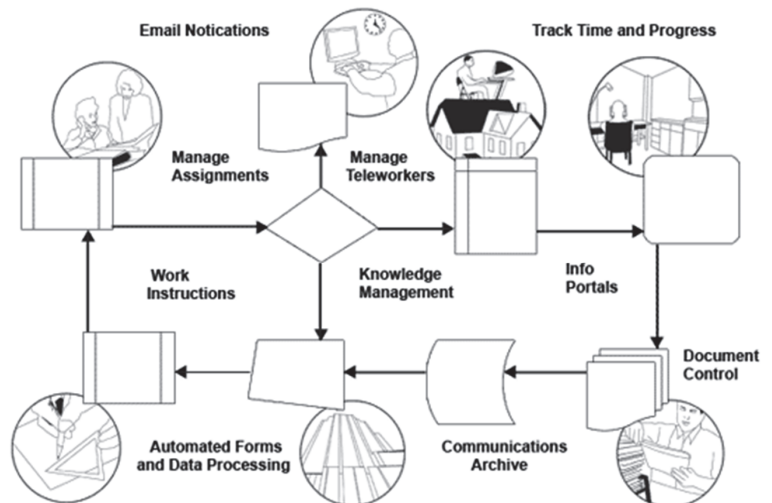 Email Notications
Track Time and Progress
Manage
Assignments
Manage
Teleworkers
Work
Instructions
Knowledge
Management
Info
Portals
Document
Control
Automated Forms
and Data Processing
Communications
Archive